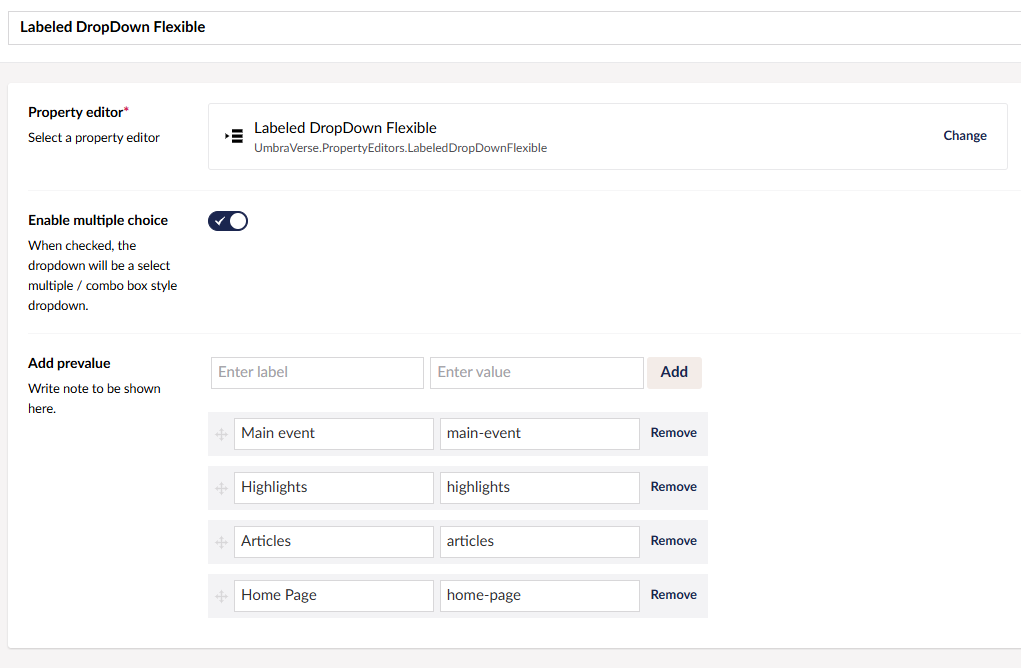 Labeled DropDown Flexible
Property editor*
Select a property editor
Labeled DropDown Flexible
UmbraVerse.PropertyEditors.LabeledDropDownFlexible
Change
Enable multiple choice
When checked, the
dropdown will be a select
multiple / combo box style
dropdown.
Add prevalue
Write note to be shown
here.
Enter label
Enter value
Add
Main event
main-event
Remove
Highlights
highlights
Remove
Articles
articles
Remove
Home Page
home-page
Remove